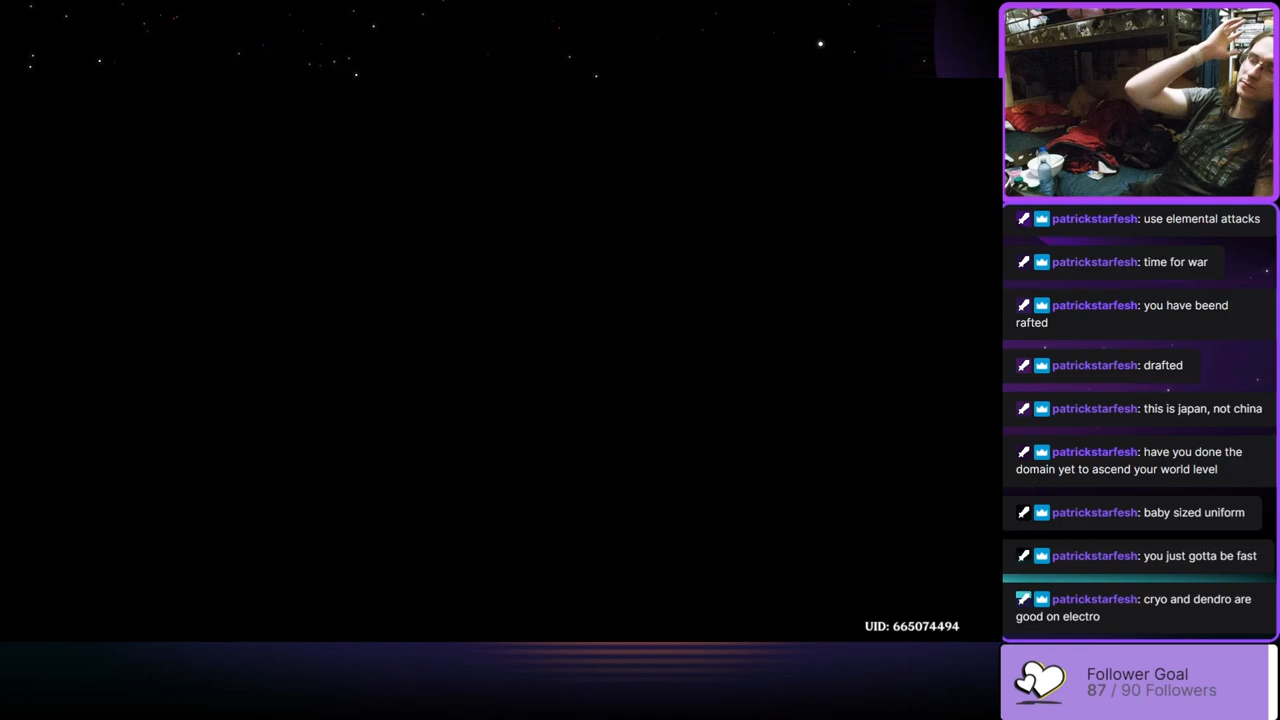 patrickstarfesh: use elemental attacks
patrickstarfesh: time for war
patrickstarfesh: you have beend
rafted
patrickstarfesh: drafted
patrickstarfesh: this is japan, not china
patrickstarfesh: have you done the
domain yet to ascend your world level
patrickstarfesh: baby sized uniform
patrickstarfesh: you just gotta be fast
patrickstarfesh: cryo and dendro are
good on electro
UID: 665074494
Follower Goal
87 / 90 Followers